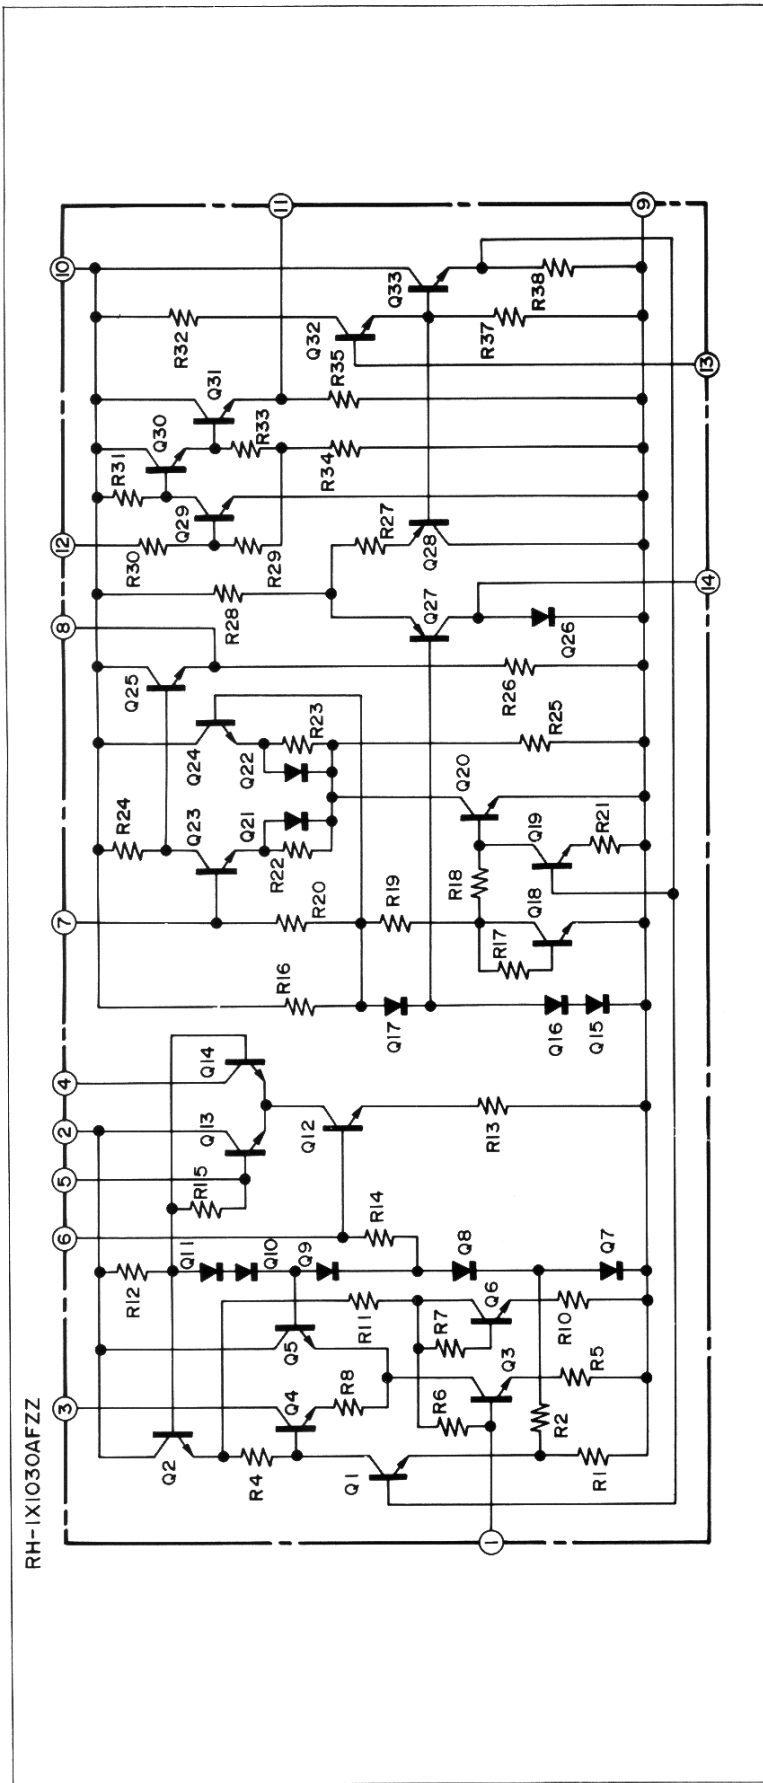 RH-IX1030AFZZ
3
6
5
2
4
7
8
12
10
11
9
13
14
1
Q2
R4
Q1
R12
Q4
Q5
R8
R6
Q3
R7
Q6
R11
R2
R1
R5
R10
Q11
Q10
Q9
Q8
Q7
R14
R15
Q13
Q14
Q12
R13
R16
Q17
Q16
Q15
R20
R19
R17
Q18
R18
Q19
R21
Q20
R24
Q23
Q21
R22
Q24
Q22
R23
R25
Q25
R26
Q27
Q26
R28
R27
Q28
R30
R29
Q29
R31
Q30
R33
R34
Q31
R35
R32
Q32
R37
Q33
R38